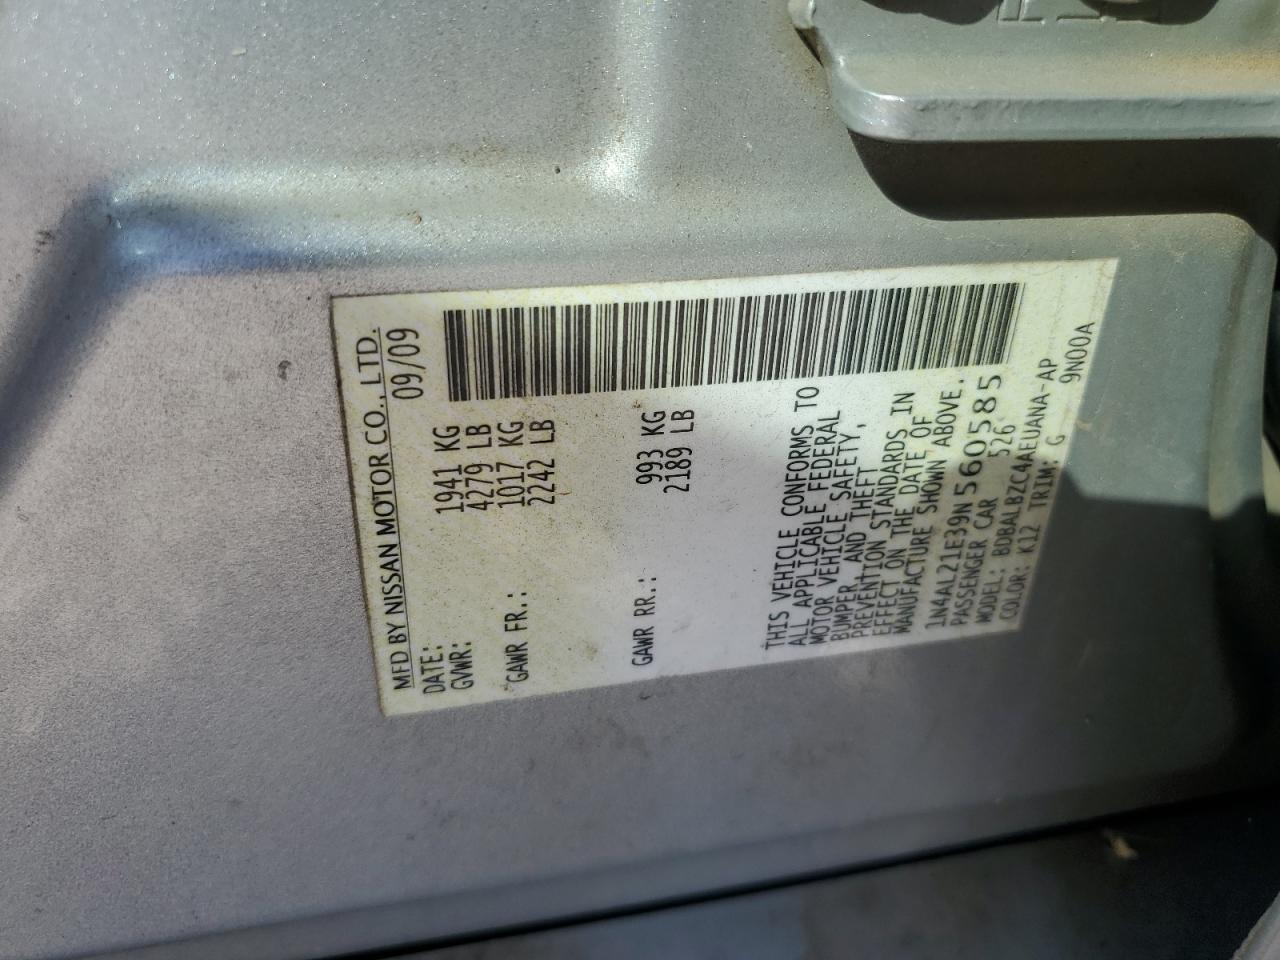 MFD BY NISSAN MOTOR CO., LTD.
DATE: 09/09
GVWR: 1941 KG
4279 LB
GAWR FR.: 1017 KG
2242 LB
GAWR RR.: 993 KG
2189 LB
THIS VEHICLE CONFORMS TO
ALL APPLICABLE FEDERAL
MOTOR VEHICLE SAFETY,
BUMPER, AND THEFT
PREVENTION STANDARDS IN
EFFECT ON THE DATE OF
MANUFACTURE SHOWN ABOVE.
1N4AL21E39N560585
PASSENGER CAR 526
MODEL: BDBALBZC4AEUANA-AP
COLOR: K12 TRIM: G 9N00A